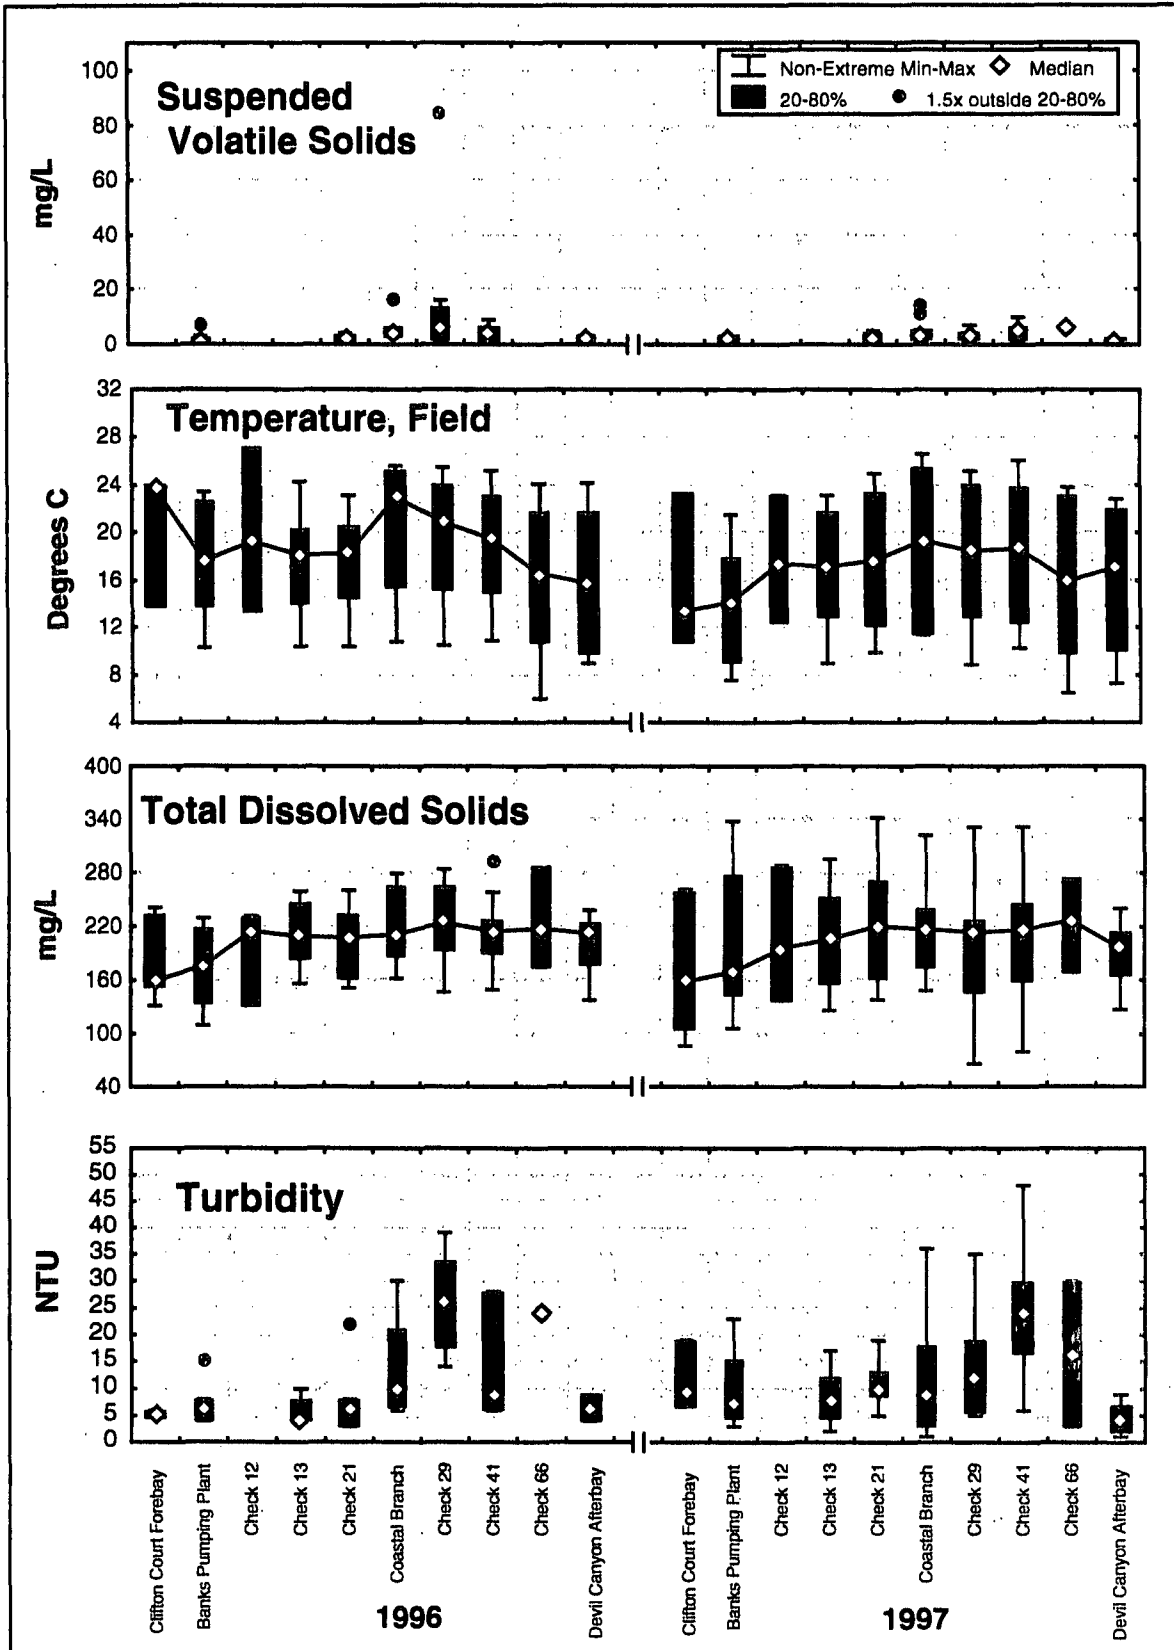 Suspended
Volatile Solids
Non-Extreme Min-Max Median
20-80% 1.5x outside 20-80%
mg/L
100
80
60
40
20
0
Temperature, Field
Degrees C
32
28
24
20
16
12
8
4
Total Dissolved Solids
mg/L
400
340
280
220
160
100
40
Turbidity
NTU
55
50
45
40
35
30
25
20
15
10
5
0
Clifton Court Forebay
Banks Pumping Plant
Check 12
Check 13
Check 21
Coastal Branch
Check 29
Check 41
Check 66
Devil Canyon Afterbay
Clifton Court Forebay
Banks Pumping Plant
Check 12
Check 13
Check 21
Coastal Branch
Check 29
Check 41
Check 66
Devil Canyon Afterbay
1996
1997